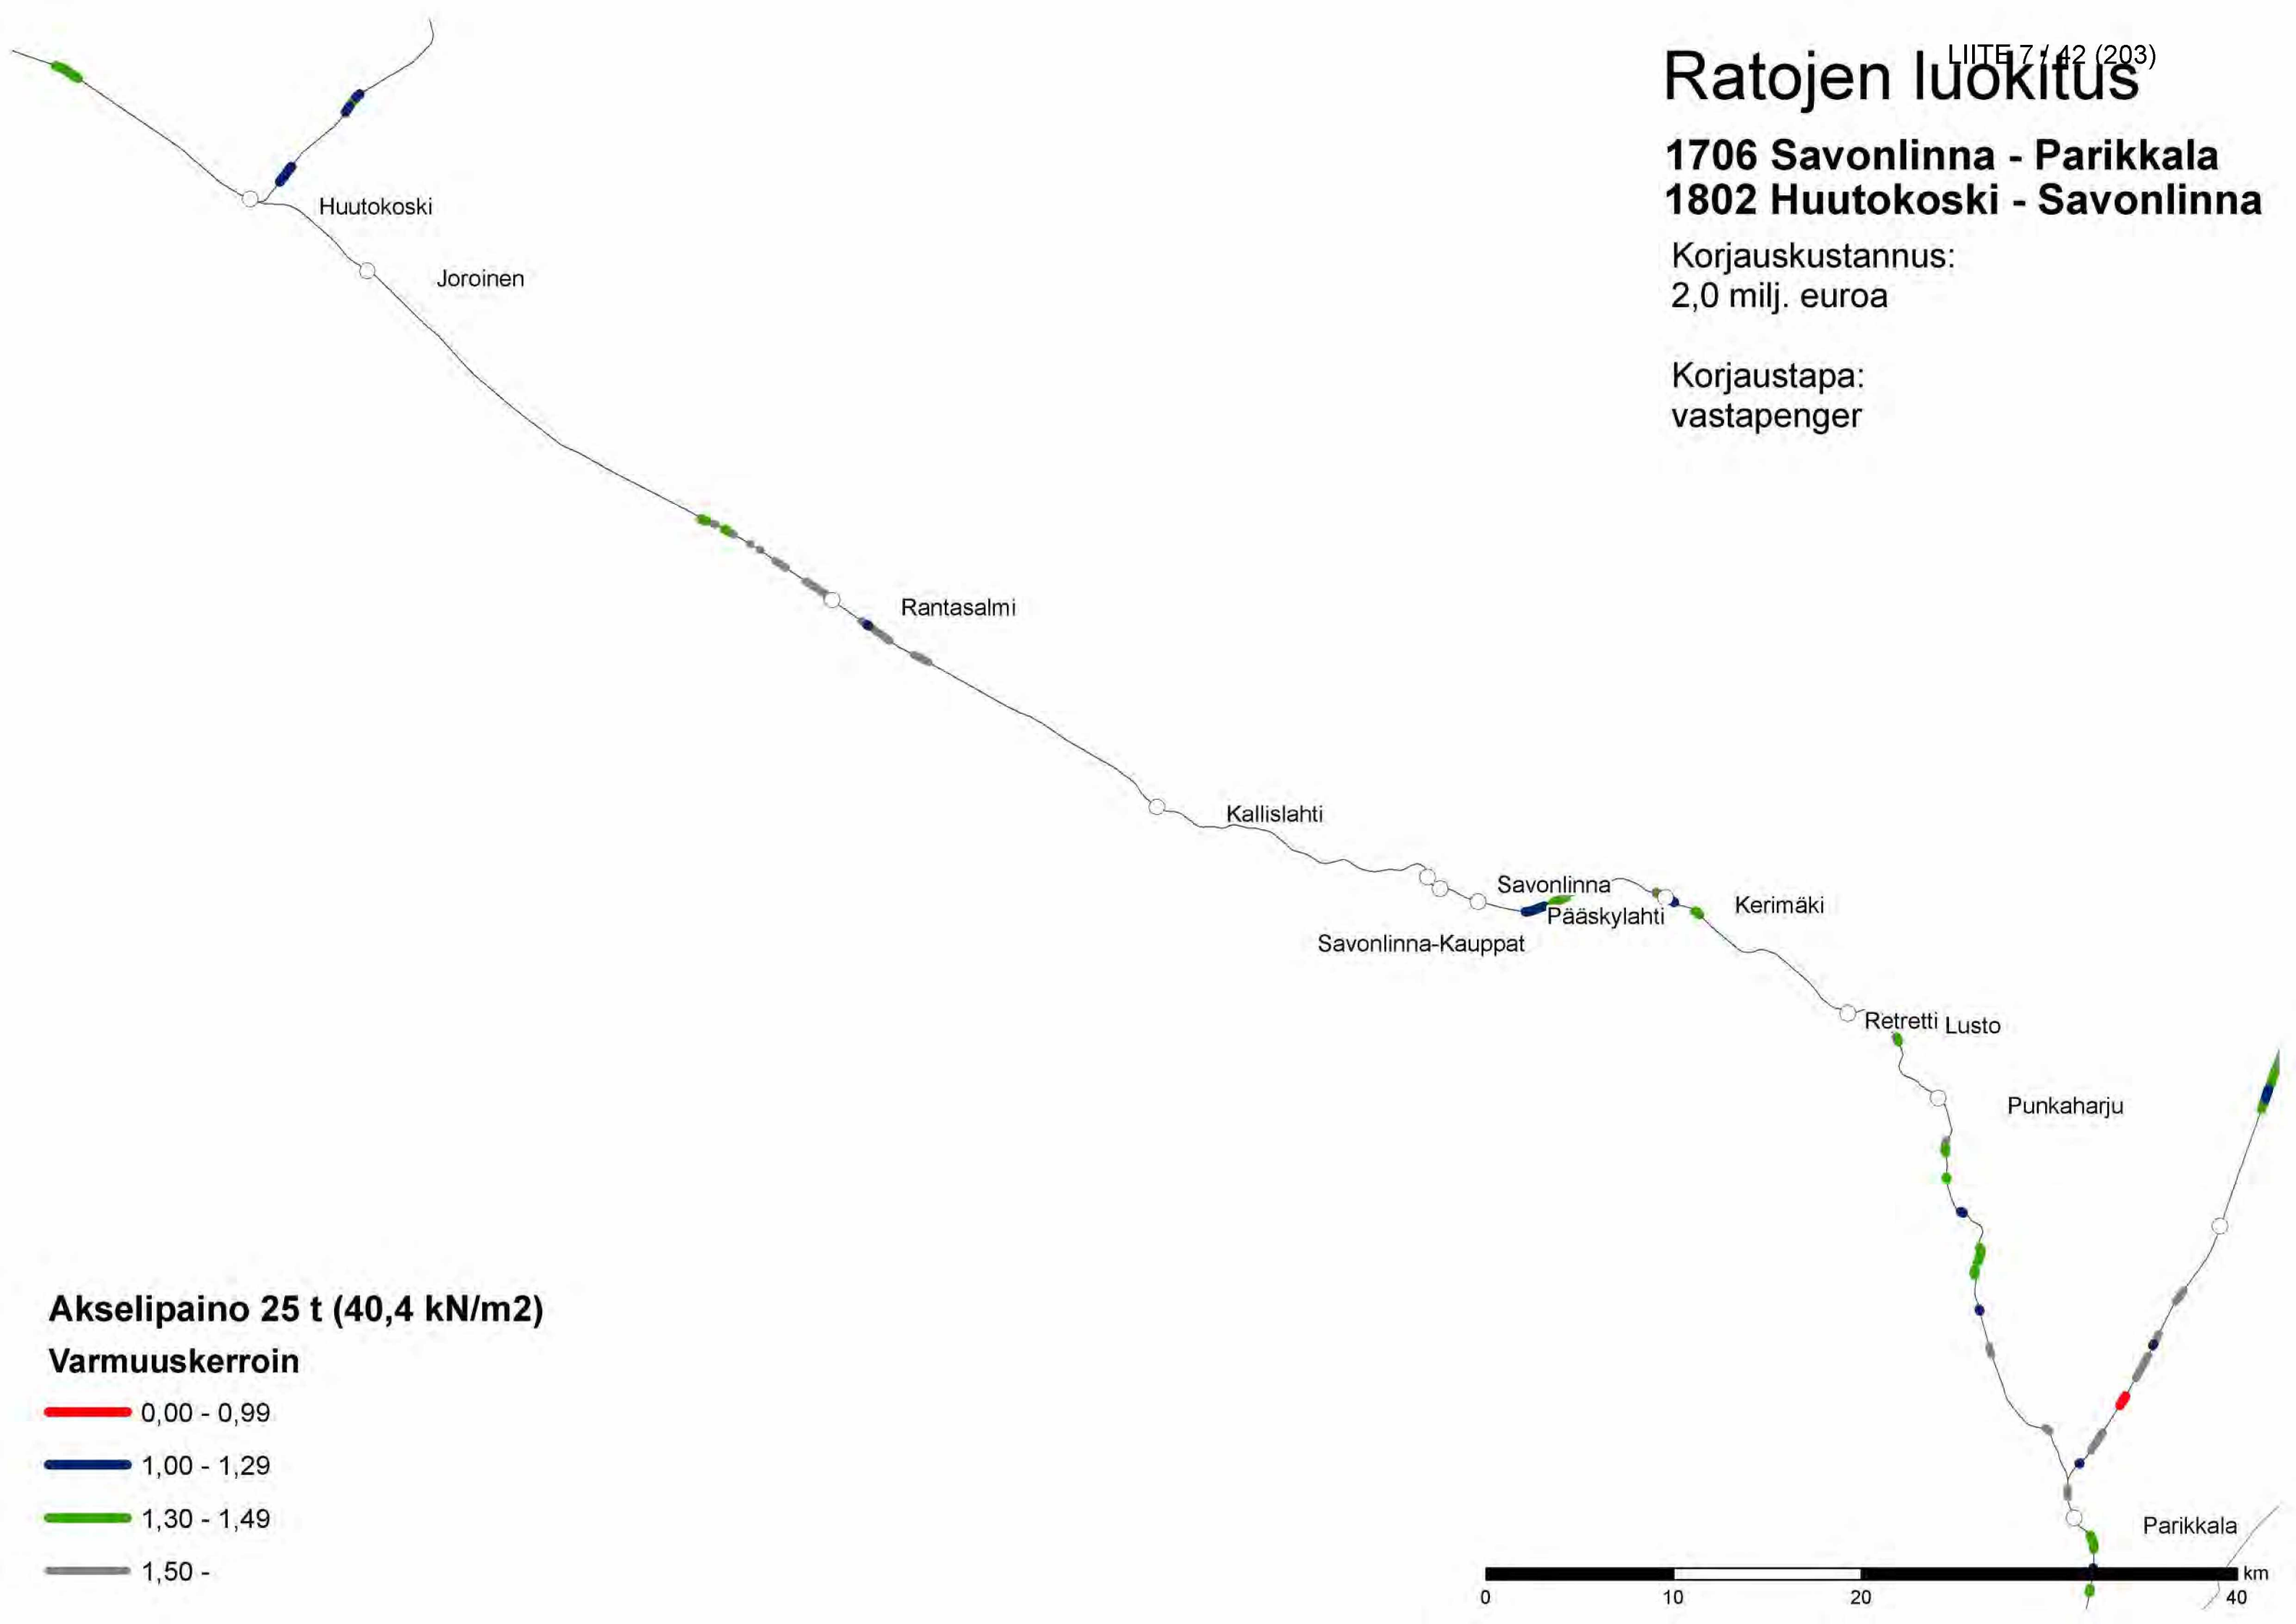 LIITE 7 / 42 (203)
Ratojen luokitus
1706 Savonlinna - Parikkala
1802 Huutokoski - Savonlinna
Korjauskustannus:
2,0 milj. euroa
Korjaustapa:
vastapenger
Huutokoski
Joroinen
Rantasalmi
Kallislahti
Savonlinna
Pääskylahti
Kerimäki
Savonlinna-Kauppat
Retretti Lusto
Punkaharju
Parikkala
Akselipaino 25 t (40,4 kN/m2)
Varmuuskerroin
0,00 - 0,99
1,00 - 1,29
1,30 - 1,49
1,50 -
km
0 10 20 40